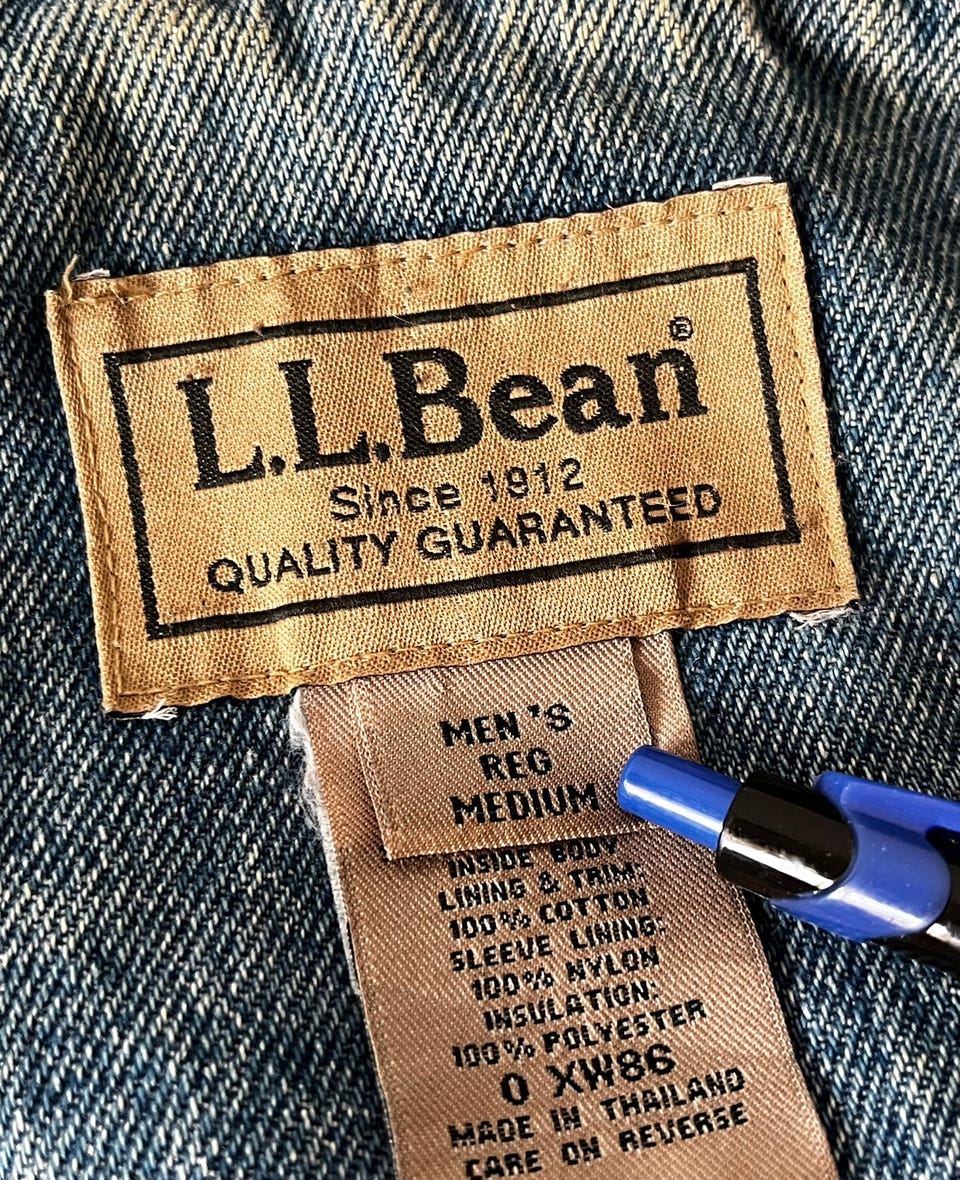 L.L.Bean®
Since 1912
QUALITY GUARANTEED
MEN'S
REG
MEDIUM
INSIDE BODY
LINING & TRIM:
100% COTTON
SLEEVE LINING:
100% NYLON
INSULATION:
100% POLYESTER
0 XW86
MADE IN THAILAND
CARE ON REVERSE